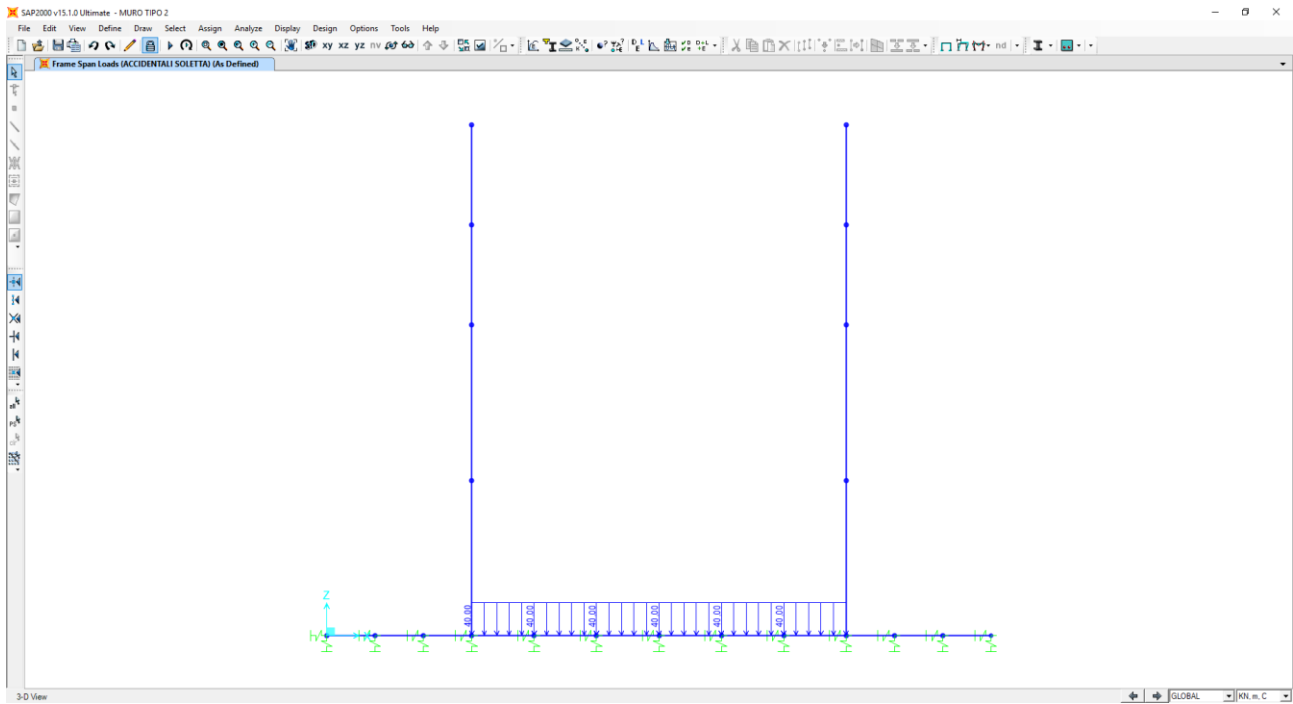 SAP2000 v15.1.0 Ultimate - MURO TIPO 2
File Edit View Define Draw Select Assign Analyze Display Design Options Tools Help
xy xz yz nv nd
Frame Span Loads (ACCIDENTALI SOLETTA) (As Defined)
Z
40.00 40.00 40.00 40.00 40.00 40.00
X
3-D View GLOBAL KN, m, C